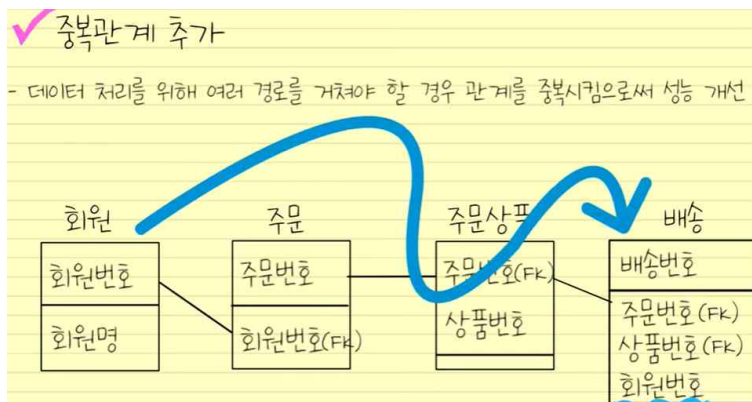 중복관계 추가
- 데이터 처리를 위해 여러 경로를 거쳐야 할 경우 관계를 중복시킴으로써 성능 개선
회원
회원번호
회원명
주문
주문번호
회원번호(FK)
주문상품
주문번호(FK)
상품번호
배송
배송번호
주문번호(FK)
상품번호(FK)
회원번호